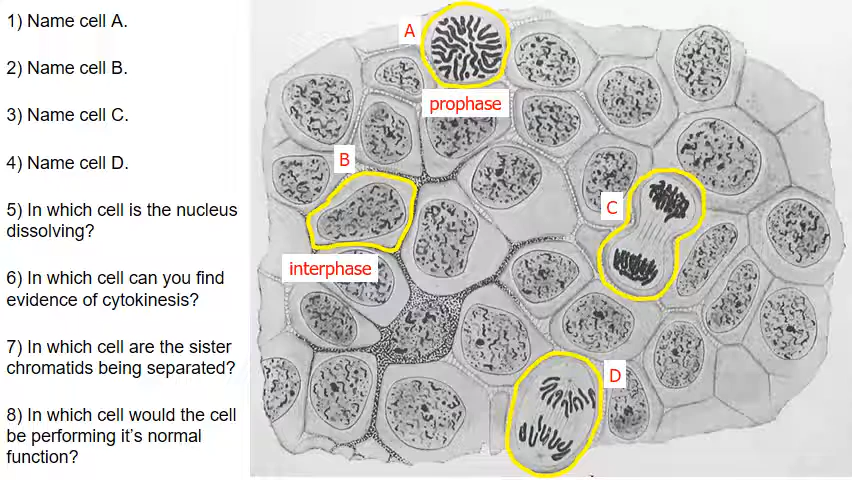 1) Name cell A.
2) Name cell B.
3) Name cell C.
4) Name cell D.
5) In which cell is the nucleus
dissolving?
6) In which cell can you find
evidence of cytokinesis?
7) In which cell are the sister
chromatids being separated?
8) In which cell would the cell
be performing it's normal
function?
A
prophase
B
interphase
C
D